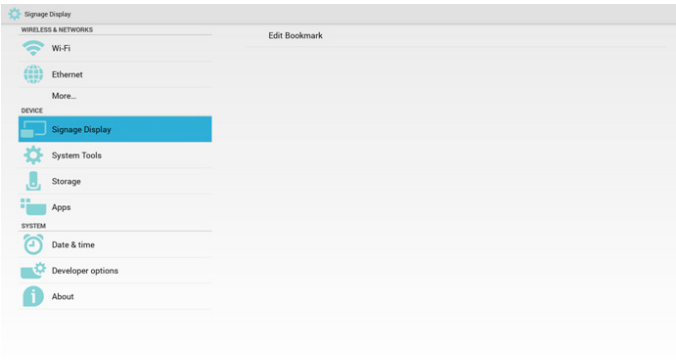 Signage Display
WIRELESS & NETWORKS
Wi-Fi
Ethernet
More...
DEVICE
Signage Display
System Tools
Storage
Apps
SYSTEM
Date & time
Developer options
About
Edit Bookmark